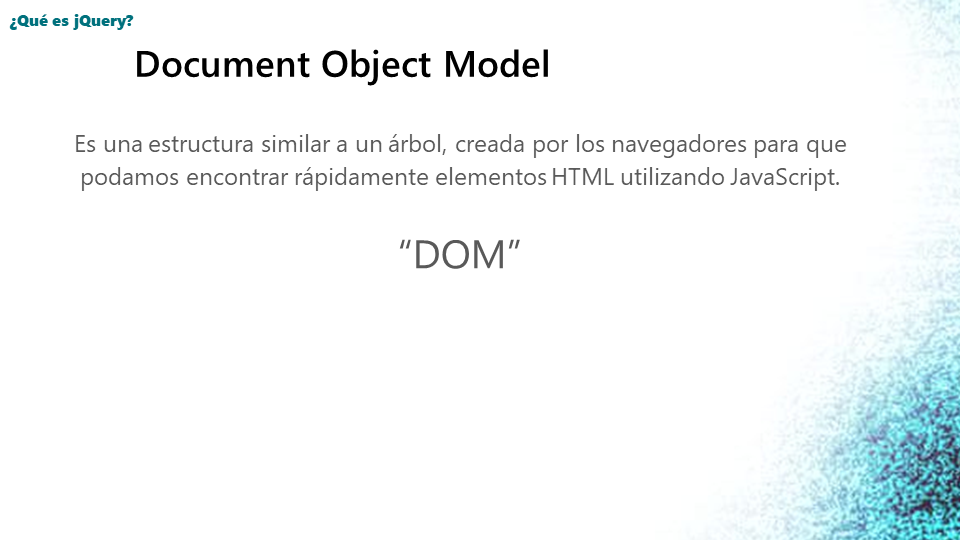 ¿Qué es jQuery?
Document Object Model
Es una estructura similar a un árbol, creada por los navegadores para que
podamos encontrar rápidamente elementos HTML utilizando JavaScript.
“DOM”